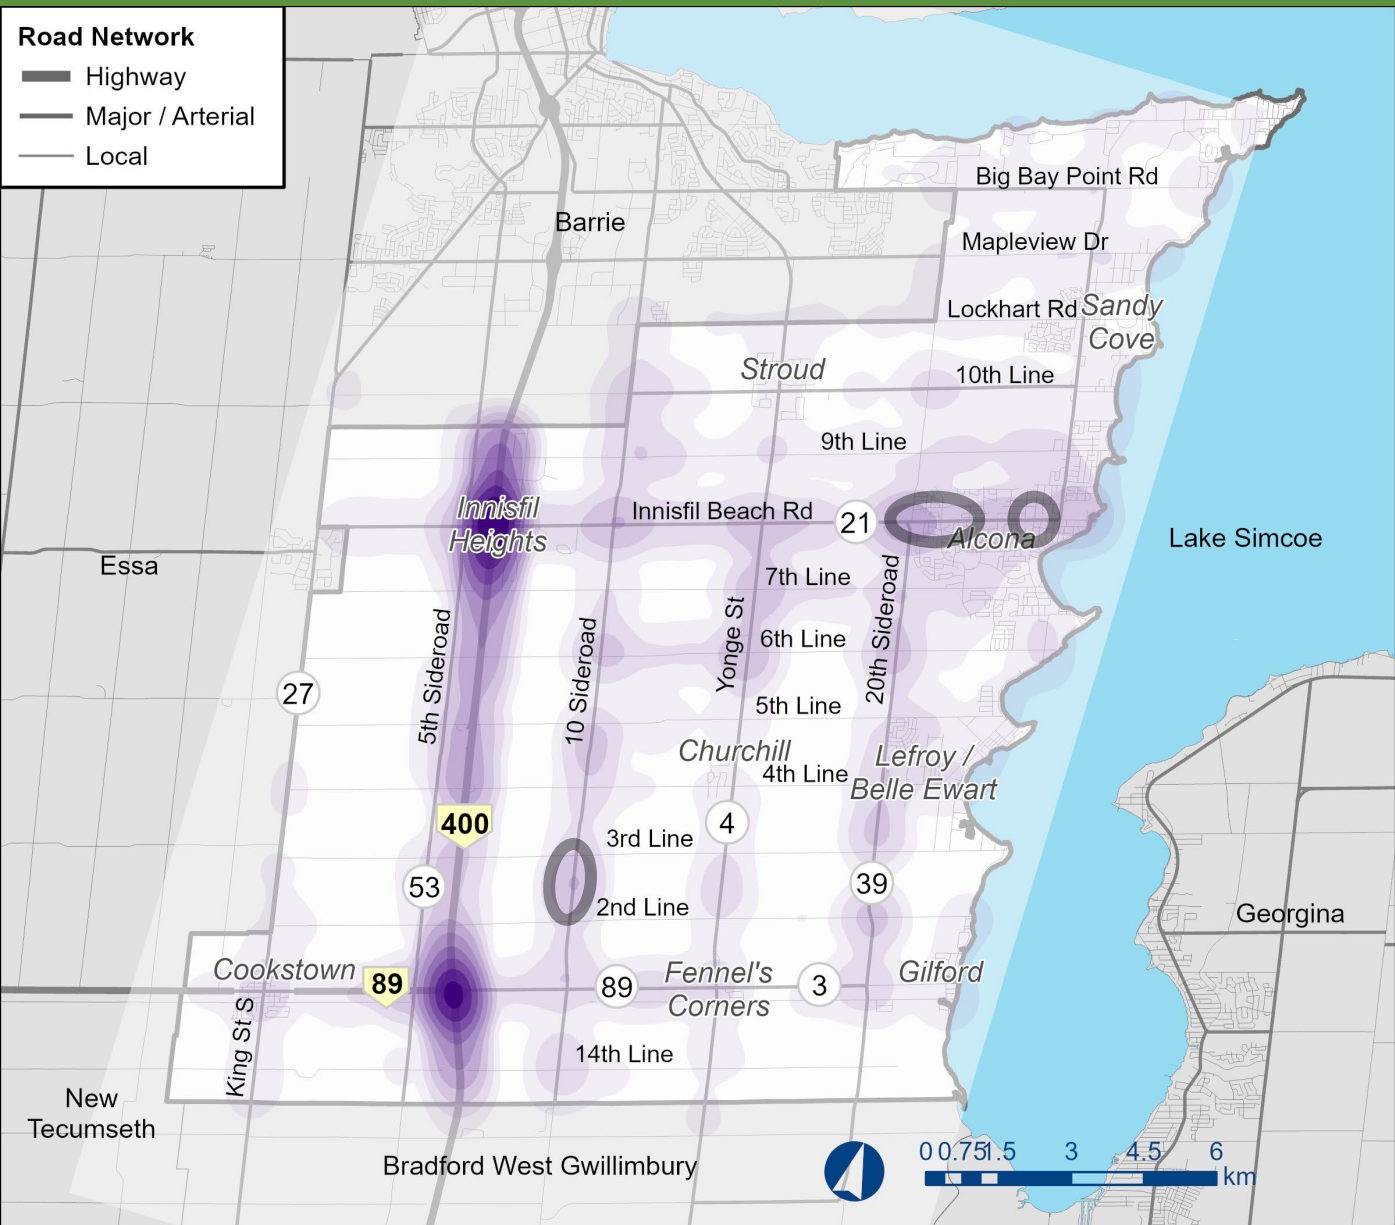 Road Network
Highway
Major / Arterial
Local
Big Bay Point Rd
Barrie
Mapleview Dr
Lockhart Rd
Sandy
Cove
Stroud
10th Line
9th Line
Innisfil
Heights
Innisfil Beach Rd
21
Alcona
Lake Simcoe
Essa
7th Line
5th Sideroad
10 Sideroad
Yonge St
20th Sideroad
6th Line
27
5th Line
Churchill
4th Line
Lefroy /
Belle Ewart
400
3rd Line
4
53
39
2nd Line
Georgina
Cookstown
89
89
Fennel's
Corners
3
Gilford
King St S
14th Line
New
Tecumseth
Bradford West Gwillimbury
0 0.75 1.5 3 4.5 6
km